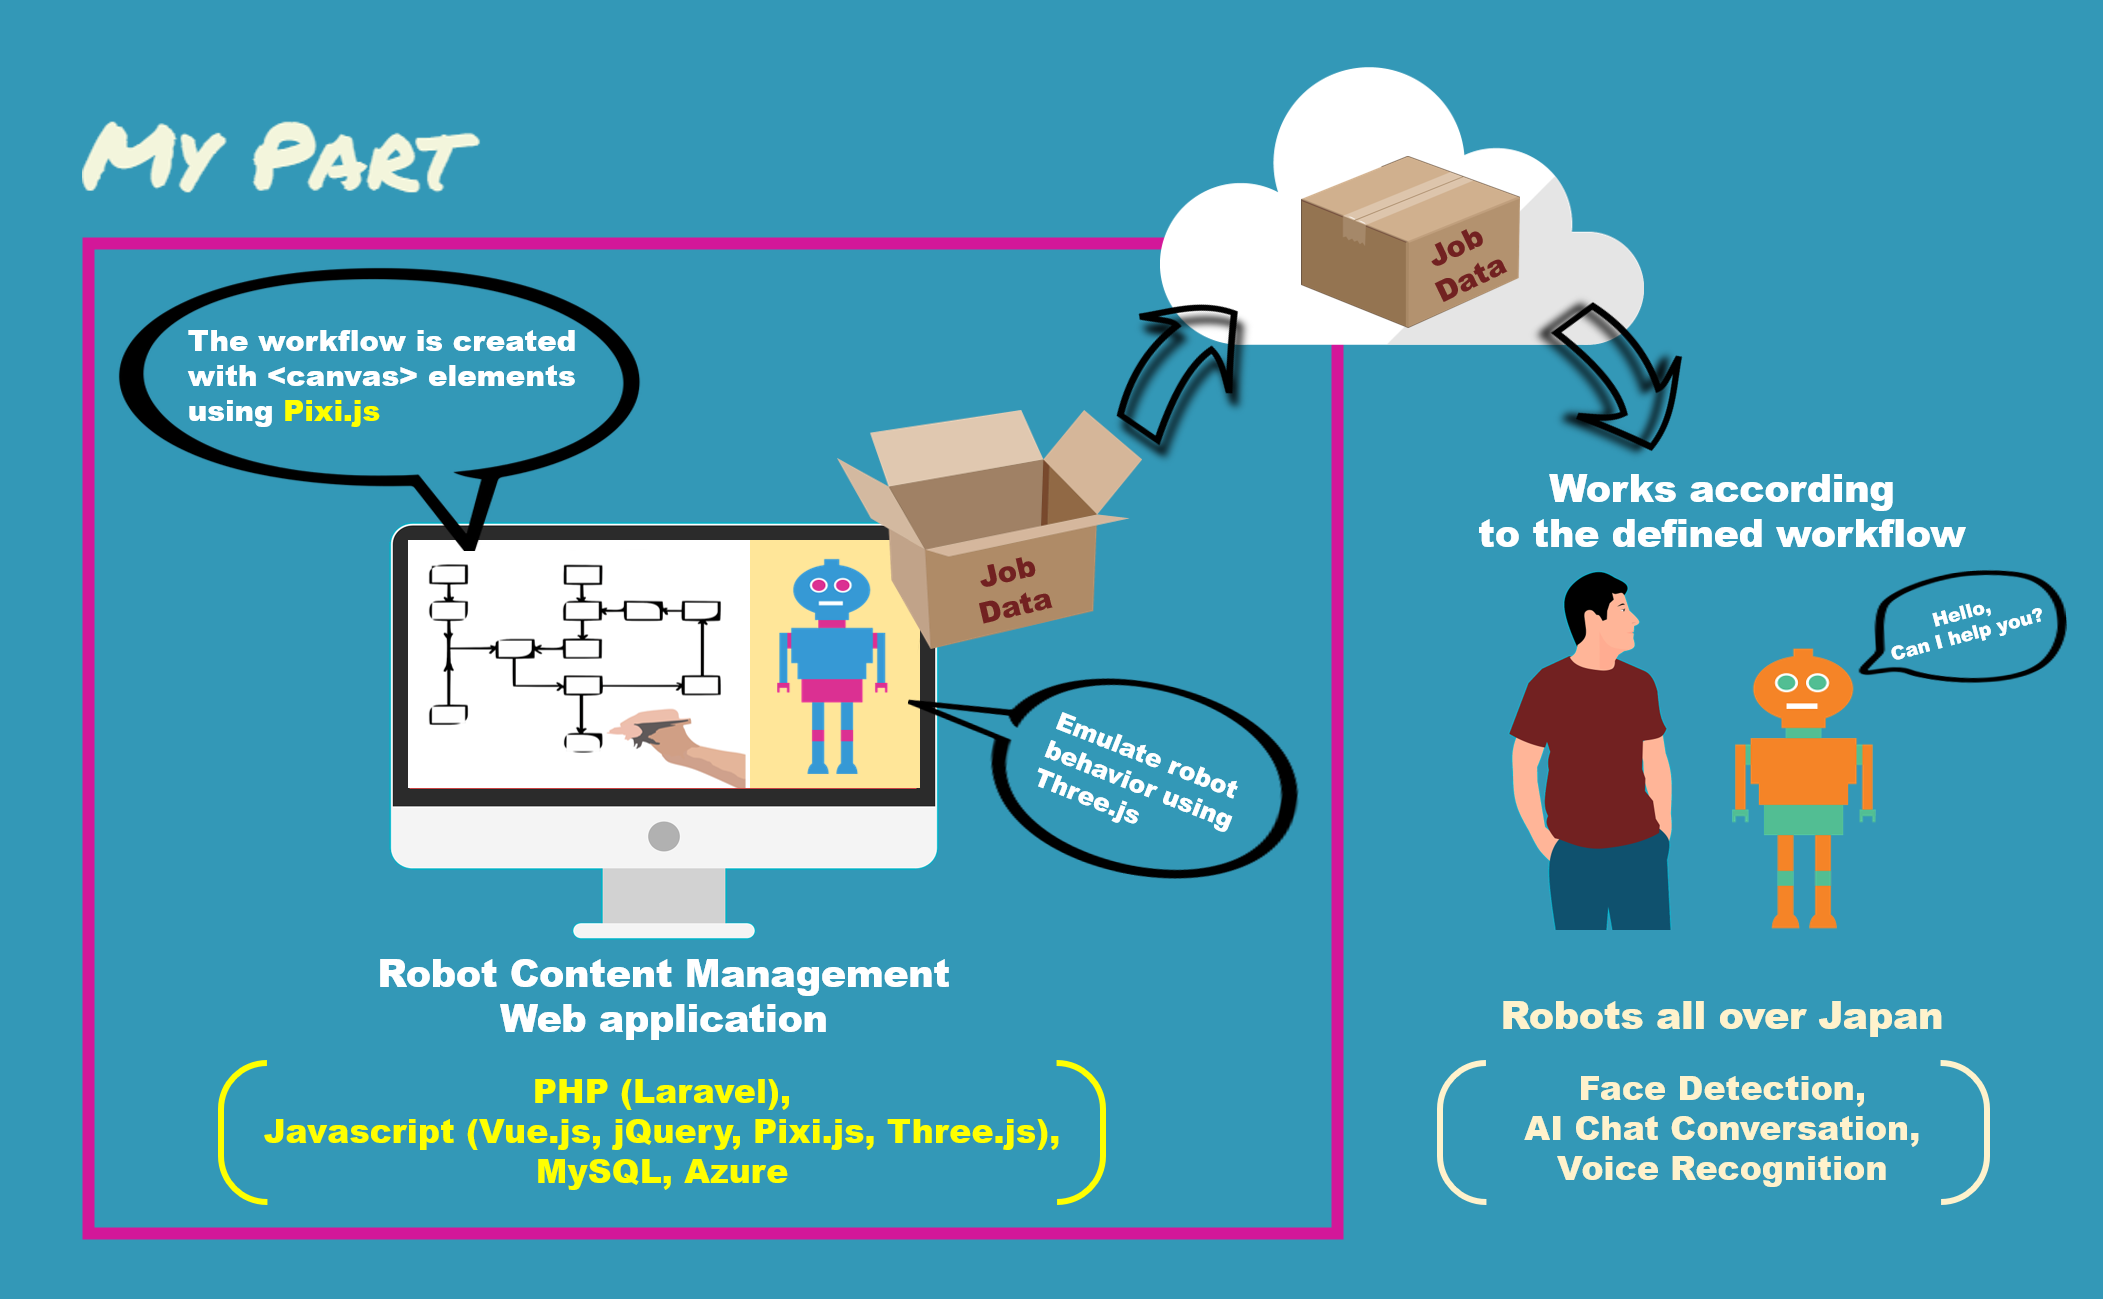 My Part
The workflow is created
with <canvas> elements
using Pixi.js
Job
Data
Job
Data
Emulate robot
behavior using
Three.js
Robot Content Management
Web application
PHP (Laravel),
Javascript (Vue.js, jQuery, Pixi.js, Three.js),
MySQL, Azure
Works according
to the defined workflow
Hello,
Can I help you?
Robots all over Japan
Face Detection,
AI Chat Conversation,
Voice Recognition